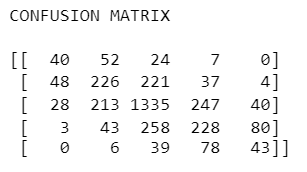 CONFUSION MATRIX
[[ 40 52 24 7 0]
[ 48 226 221 37 4]
[ 28 213 1335 247 40]
[ 3 43 258 228 80]
[ 0 6 39 78 43]]